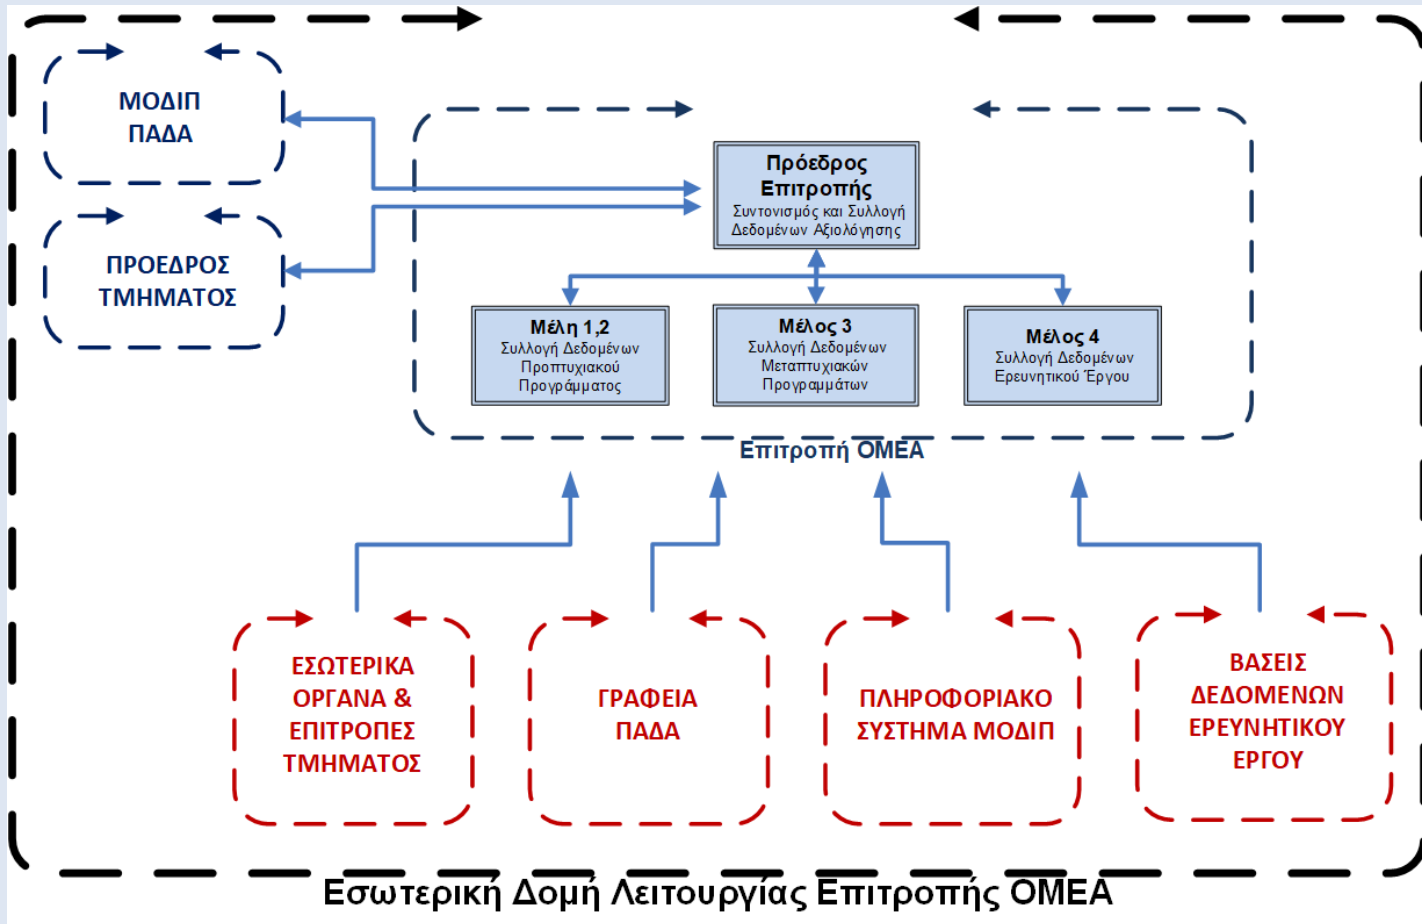 ΜΟΔΙΠ
ΠΑΔΑ
ΠΡΟΕΔΡΟΣ
ΤΜΗΜΑΤΟΣ
Πρόεδρος
Επιτροπής
Συντονισμός και Συλλογή
Δεδομένων Αξιολόγησης
Μέλη 1,2
Συλλογή Δεδομένων
Προπτυχιακού
Προγράμματος
Μέλος 3
Συλλογή Δεδομένων
Μεταπτυχιακών
Προγραμμάτων
Μέλος 4
Συλλογή Δεδομένων
Ερευνητικού Έργου
Επιτροπή ΟΜΕΑ
ΕΣΩΤΕΡΙΚΑ
ΟΡΓΑΝΑ &
ΕΠΙΤΡΟΠΕΣ
ΤΜΗΜΑΤΟΣ
ΓΡΑΦΕΙΑ
ΠΑΔΑ
ΠΛΗΡΟΦΟΡΙΑΚΟ
ΣΥΣΤΗΜΑ ΜΟΔΙΠ
ΒΑΣΕΙΣ
ΔΕΔΟΜΕΝΩΝ
ΕΡΕΥΝΗΤΙΚΟΥ
ΕΡΓΟΥ
Εσωτερική Δομή Λειτουργίας Επιτροπής ΟΜΕΑ